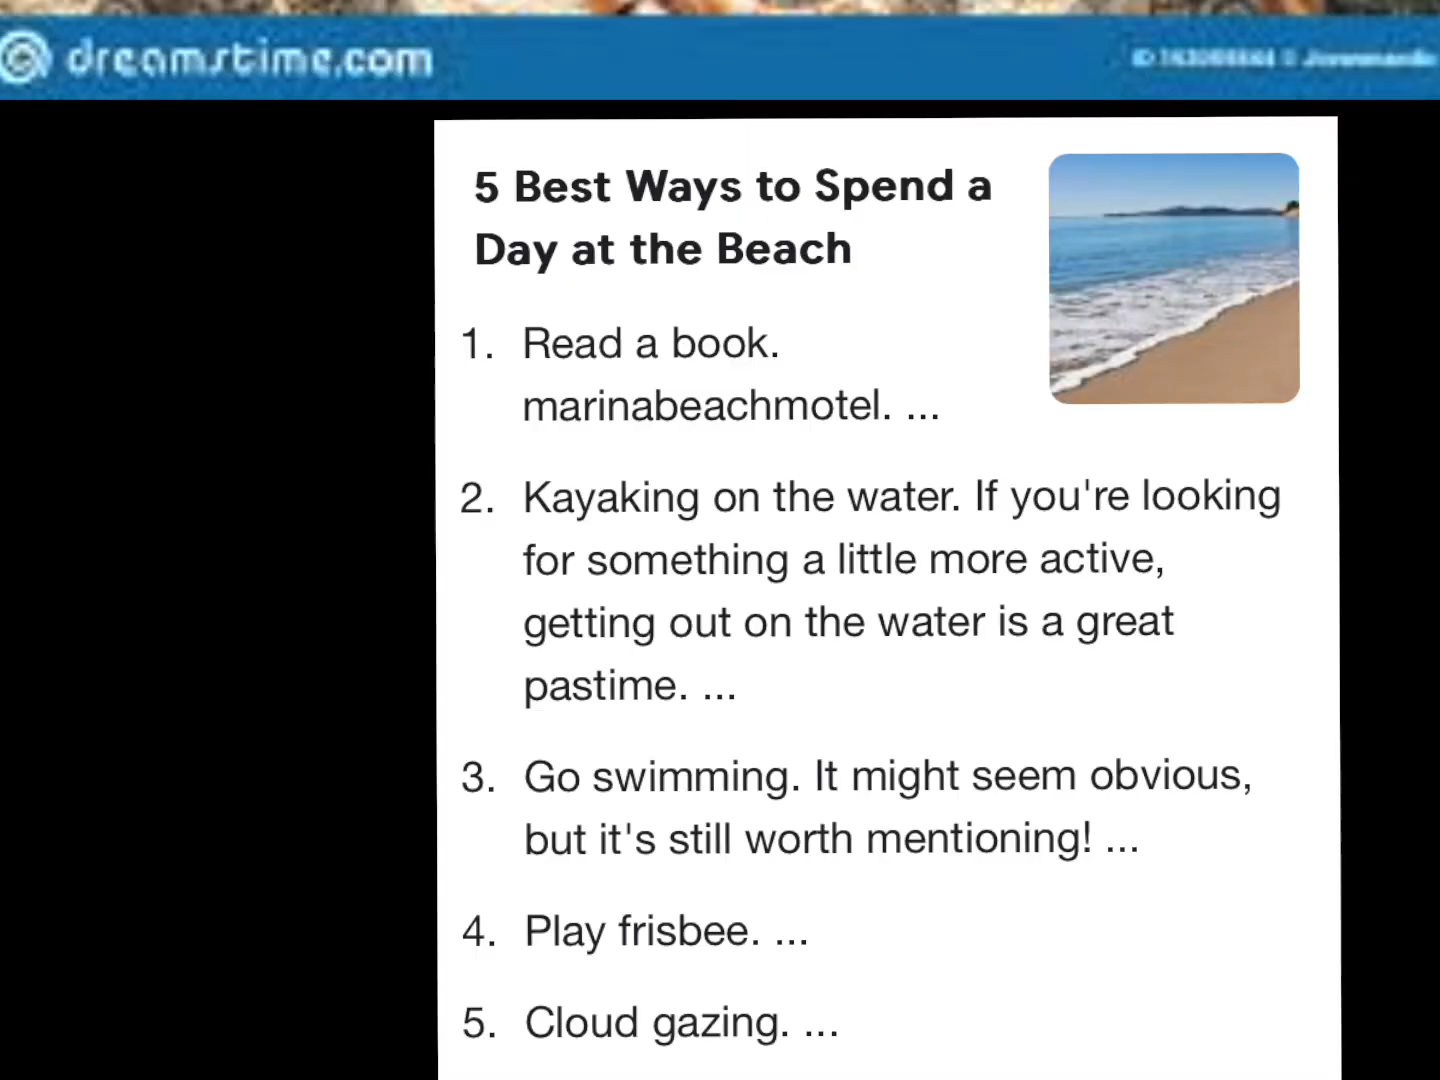 dreamstime.com
5 Best Ways to Spend a
Day at the Beach
1. Read a book.
marinabeachmotel. ...
2. Kayaking on the water. If you're looking
for something a little more active,
getting out on the water is a great
pastime. ...
3. Go swimming. It might seem obvious,
but it's still worth mentioning! ...
4. Play frisbee. ...
5. Cloud gazing. ...